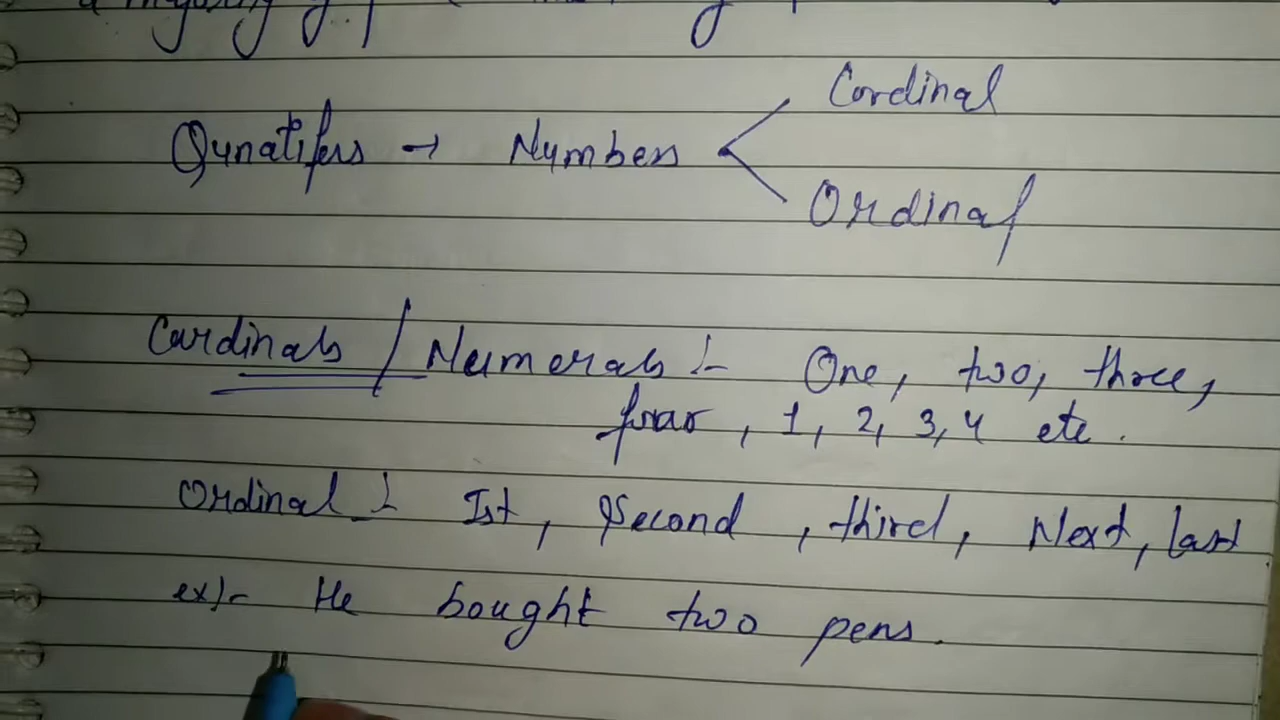 Cordinal
Qunatifers → Numbers
Ordinal
Cardinals / Numerals :- One, two, three,
four, 1, 2, 3, 4 etc.
Ordinal :- Ist, Second, third, Next, last
ex:- He bought two pens.